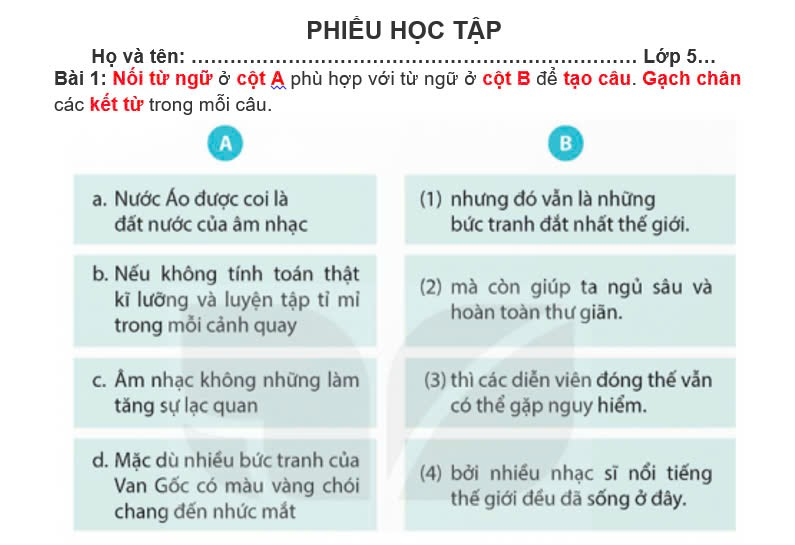 PHIẾU HỌC TẬP
Họ và tên: ………………………………………………………… Lớp 5…
Bài 1: Nối từ ngữ ở cột A phù hợp với từ ngữ ở cột B để tạo câu. Gạch chân
các kết từ trong mỗi câu.
A
B
a. Nước Áo được coi là
đất nước của âm nhạc
(1) nhưng đó vẫn là những
bức tranh đắt nhất thế giới.
b. Nếu không tính toán thật
kĩ lưỡng và luyện tập tỉ mỉ
trong mỗi cảnh quay
(2) mà còn giúp ta ngủ sâu và
hoàn toàn thư giãn.
c. Âm nhạc không những làm
tăng sự lạc quan
(3) thì các diễn viên đóng thế vẫn
có thể gặp nguy hiểm.
d. Mặc dù nhiều bức tranh của
Van Gốc có màu vàng chói
chang đến nhức mắt
(4) bởi nhiều nhạc sĩ nổi tiếng
thế giới đều đã sống ở đây.